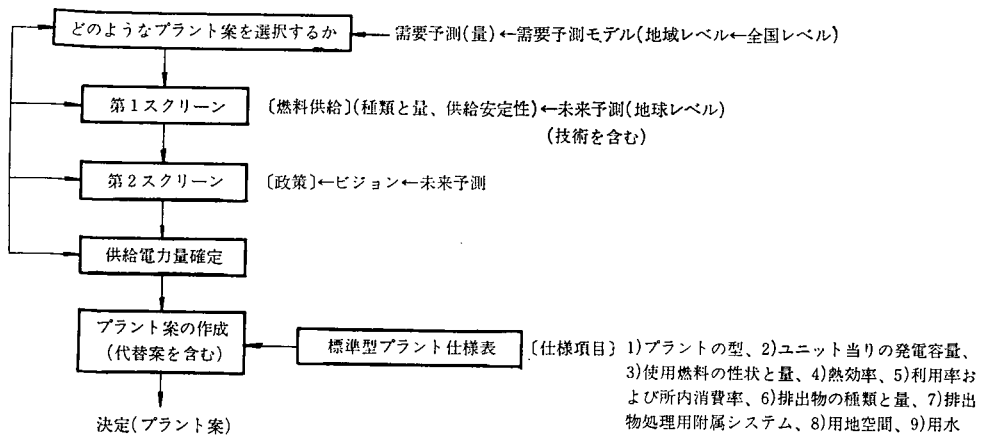 どのようなプラント案を選択するか
需要予測(量)←需要予測モデル(地域レベル←全国レベル)
第1スクリーン
〔燃料供給〕(種類と量、供給安定性)←未来予測(地球レベル)
(技術を含む)
第2スクリーン
〔政策〕←ビジョン←未来予測
供給電力量確定
プラント案の作成
(代替案を含む)
標準型プラント仕様表
〔仕様項目〕1)プラントの型、2)ユニット当りの発電容量、
3)使用燃料の性状と量、4)熱効率、5)利用率お
よび所内消費率、6)排出物の種類と量、7)排出
物処理用附属システム、8)用地空間、9)用水
決定(プラント案)